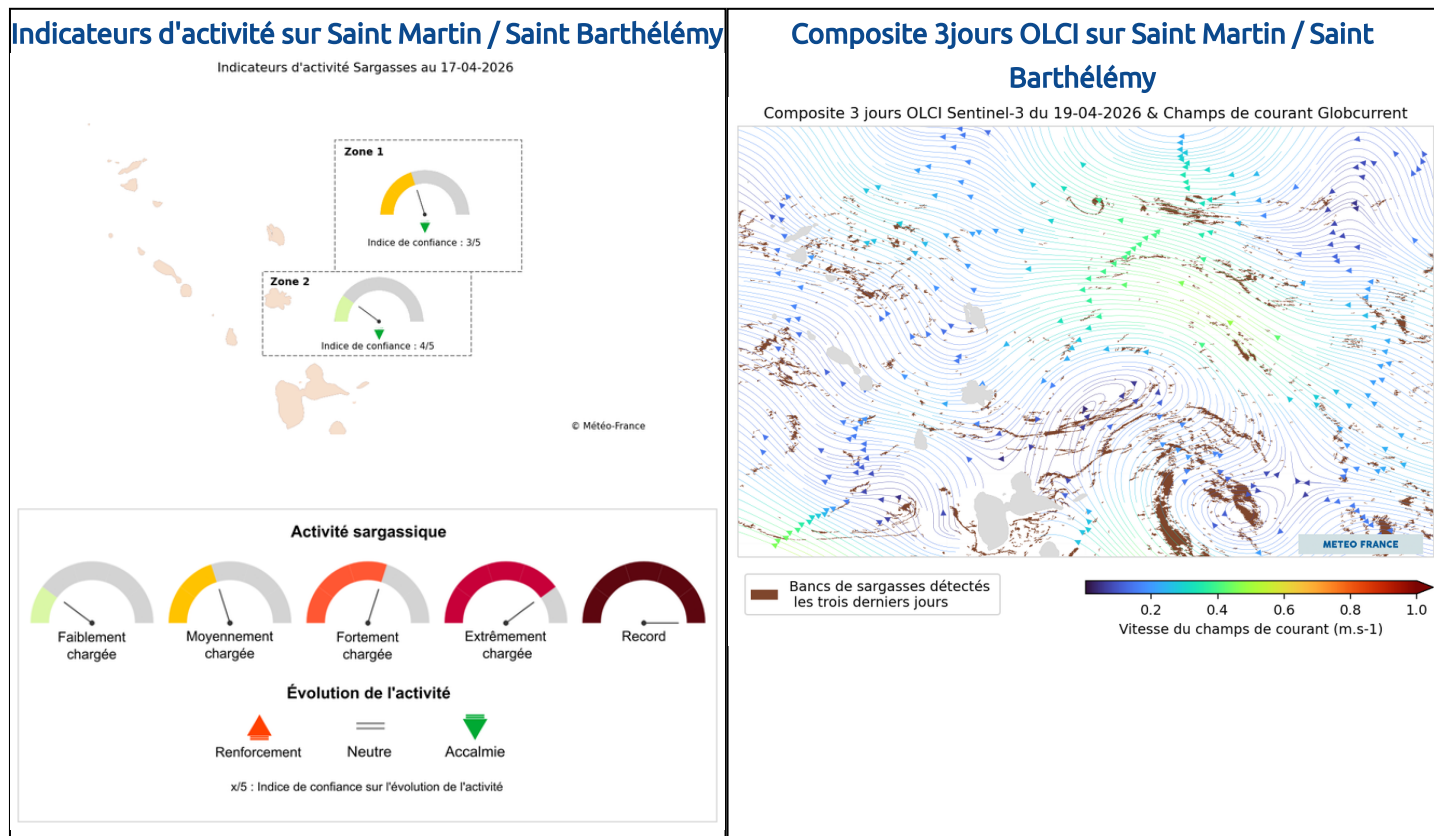 Indicateurs d'activité sur Saint Martin / Saint Barthélémy
Indicateurs d'activité Sargasses au 17-04-2026
Zone 1
Indice de confiance : 3/5
Zone 2
Indice de confiance : 4/5
© Météo-France
Activité sargassique
Faiblement
chargée
Moyennement
chargée
Fortement
chargée
Extrêmement
chargée
Record
Évolution de l'activité
Renforcement
Neutre
Accalmie
x/5 : Indice de confiance sur l'évolution de l'activité
Composite 3jours OLCI sur Saint Martin / Saint
Barthélémy
Composite 3 jours OLCI Sentinel-3 du 19-04-2026 & Champs de courant Globcurrent
METEO FRANCE
Bancs de sargasses détectés
les trois derniers jours
0.2 0.4 0.6 0.8 1.0
Vitesse du champs de courant (m.s-1)